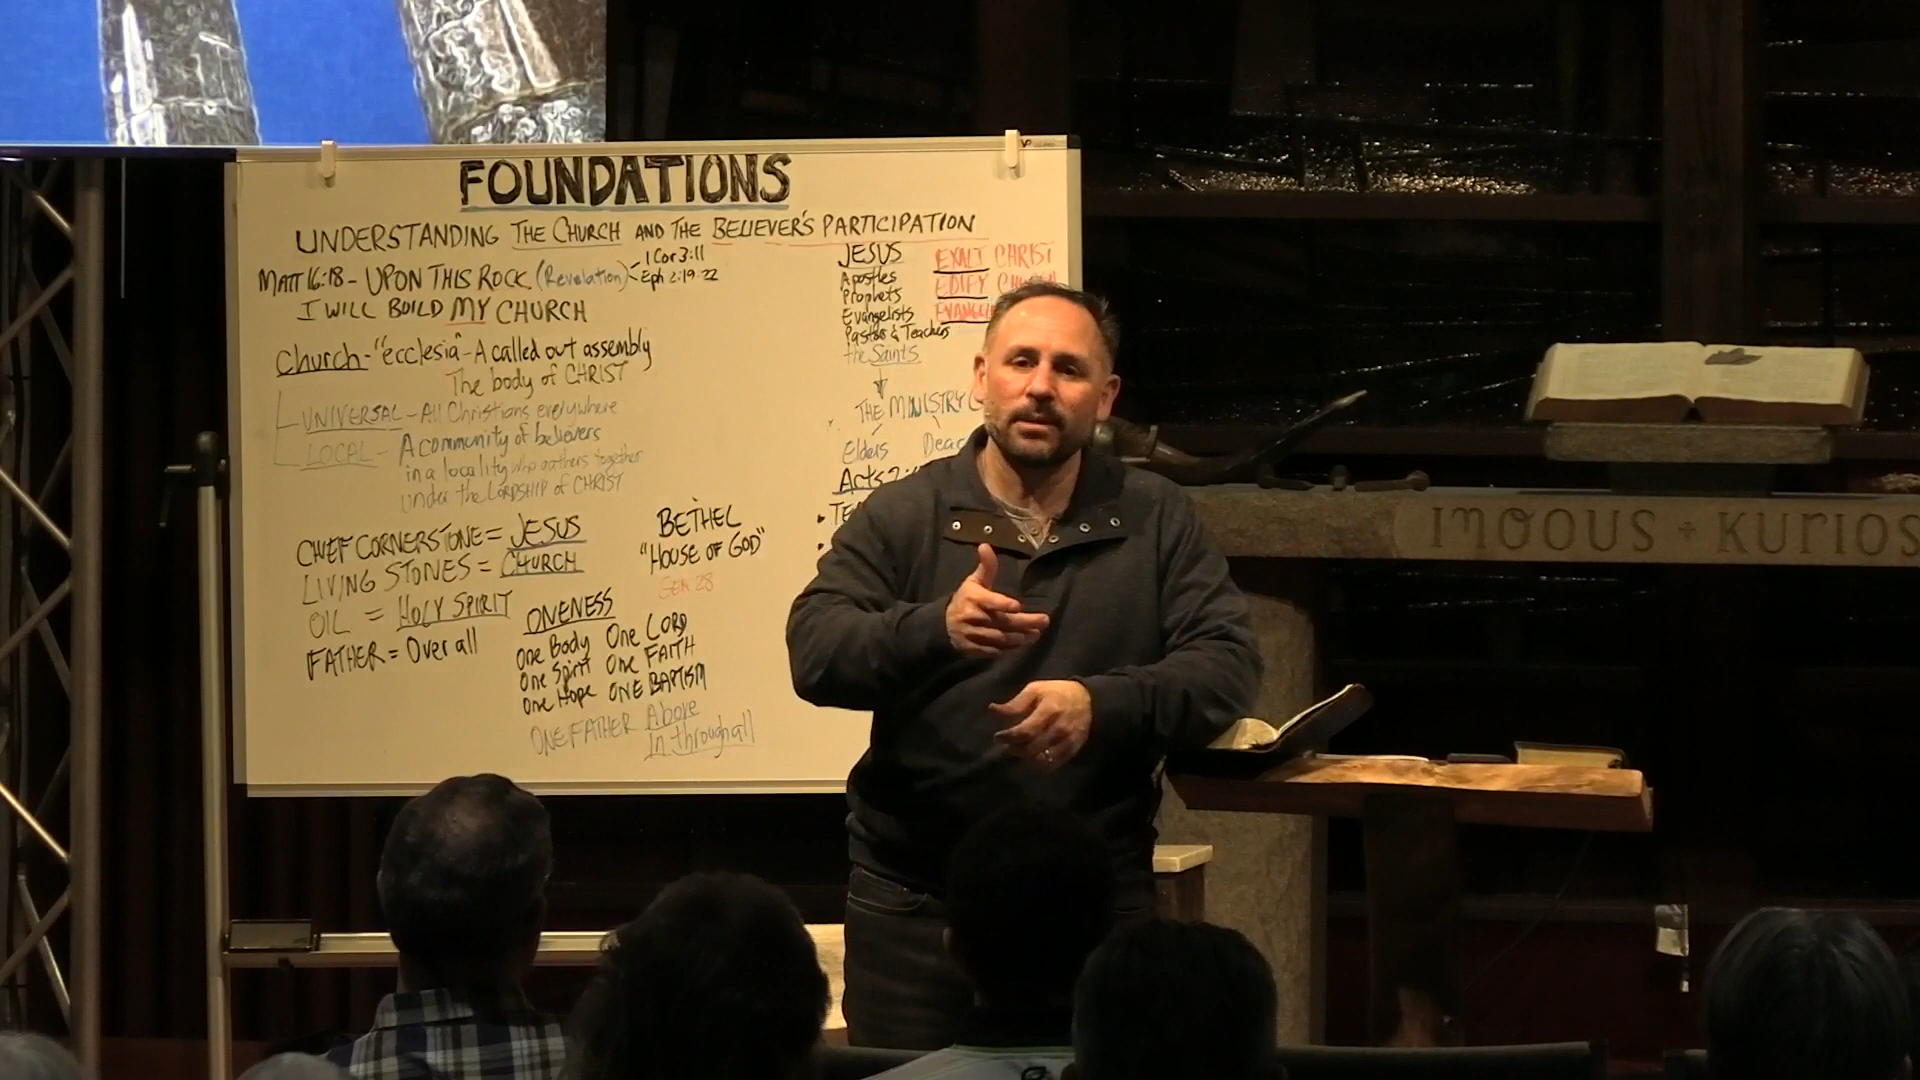 FOUNDATIONS
UNDERSTANDING THE CHURCH AND THE BELIEVER'S PARTICIPATION
MATT 16:18 - UPON THIS ROCK (Revelation)
1 Cor 3:11
Eph 2:19-22
I WILL BUILD MY CHURCH
Church - "ecclesia" - A called out assembly
The body of CHRIST
UNIVERSAL - All Christians everywhere
LOCAL - A community of believers
in a locality who gathers together
under the LORDSHIP of CHRIST
CHIEF CORNERSTONE = JESUS
LIVING STONES = CHURCH
OIL = HOLY SPIRIT
FATHER = Over all
BETHEL
"HOUSE OF GOD"
GEN 28
ONENESS
One Body One LORD
One Spirit One FAITH
One Hope ONE BAPTISM
ONE FATHER Above
In through all
JESUS
Apostles
Prophets
Evangelists
Pastors & Teachers
the Saints
EXALT CHRIST
EDIFY
THE MINISTRY
Elders
Acts
IHOOUS + KURIOS